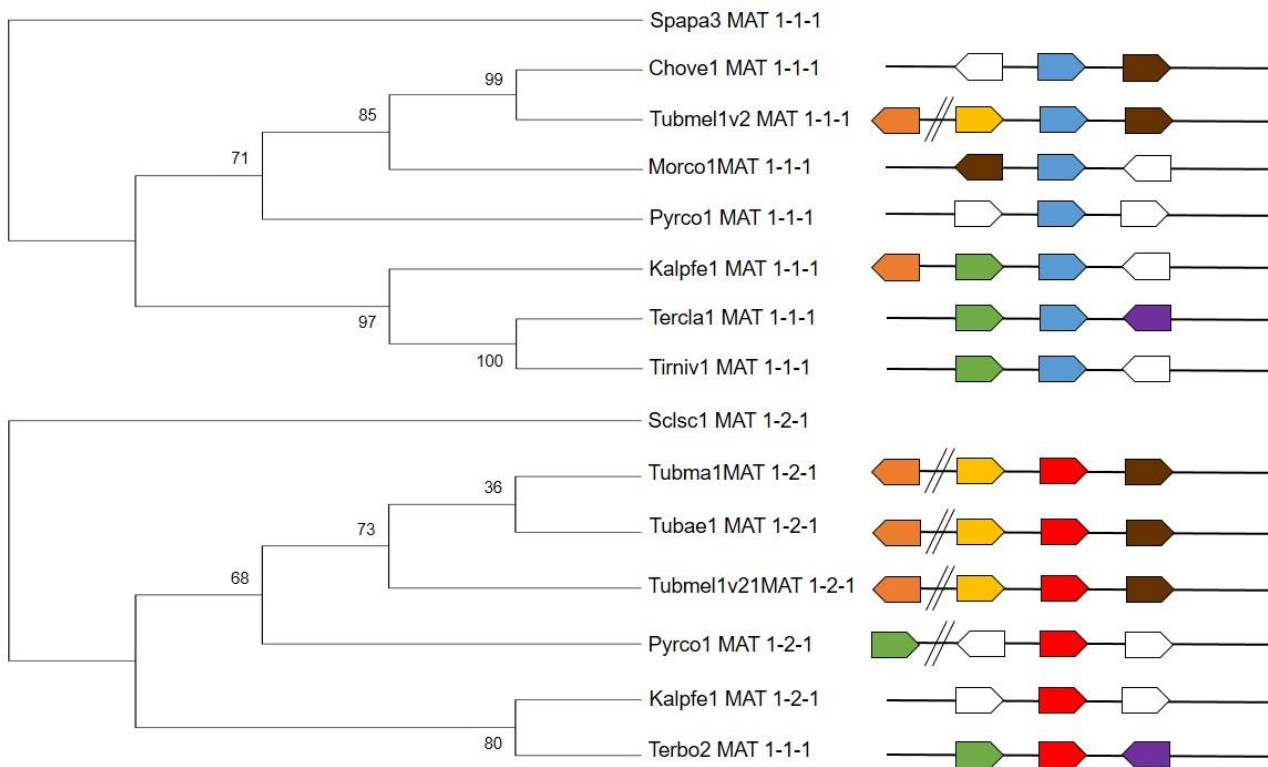 Spapa3 MAT 1-1-1
Chove1 MAT 1-1-1
99
85
Tubmel1v2 MAT 1-1-1
71
Morco1MAT 1-1-1
Pyrco1 MAT 1-1-1
Kalpfe1 MAT 1-1-1
97
Tercla1 MAT 1-1-1
100
Tirniv1 MAT 1-1-1
Sclsc1 MAT 1-2-1
Tubma1MAT 1-2-1
36
73
Tubae1 MAT 1-2-1
68
Tubmel1v21MAT 1-2-1
Pyrco1 MAT 1-2-1
Kalpfe1 MAT 1-2-1
80
Terbo2 MAT 1-1-1